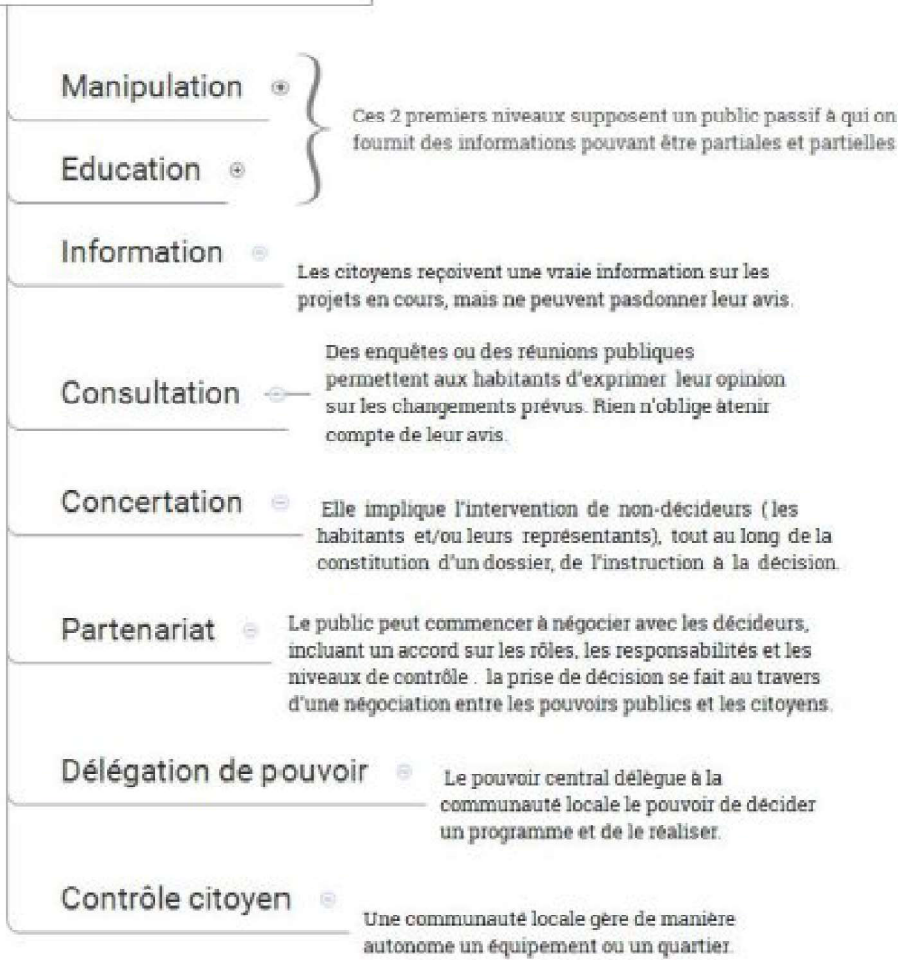 Manipulation
Ces 2 premiers niveaux supposent un public passif à qui on
fournit des informations pouvant être partiales et partielles
Education
Information
Les citoyens reçoivent une vraie information sur les
projets en cours, mais ne peuvent pasdonner leur avis.
Consultation
Des enquêtes ou des réunions publiques
permettent aux habitants d'exprimer leur opinion
sur les changements prévus. Rien n'oblige àtenir
compte de leur avis.
Concertation
Elle implique l'intervention de non-décideurs (les
habitants et/ou leurs représentants), tout au long de la
constitution d'un dossier, de l'instruction à la décision.
Partenariat
Le public peut commencer à négocier avec les décideurs,
incluant un accord sur les rôles, les responsabilités et les
niveaux de contrôle . la prise de décision se fait au travers
d'une négociation entre les pouvoirs publics et les citoyens.
Délégation de pouvoir
Le pouvoir central délègue à la
communauté locale le pouvoir de décider
un programme et de le réaliser.
Contrôle citoyen
Une communauté locale gère de manière
autonome un équipement ou un quartier.